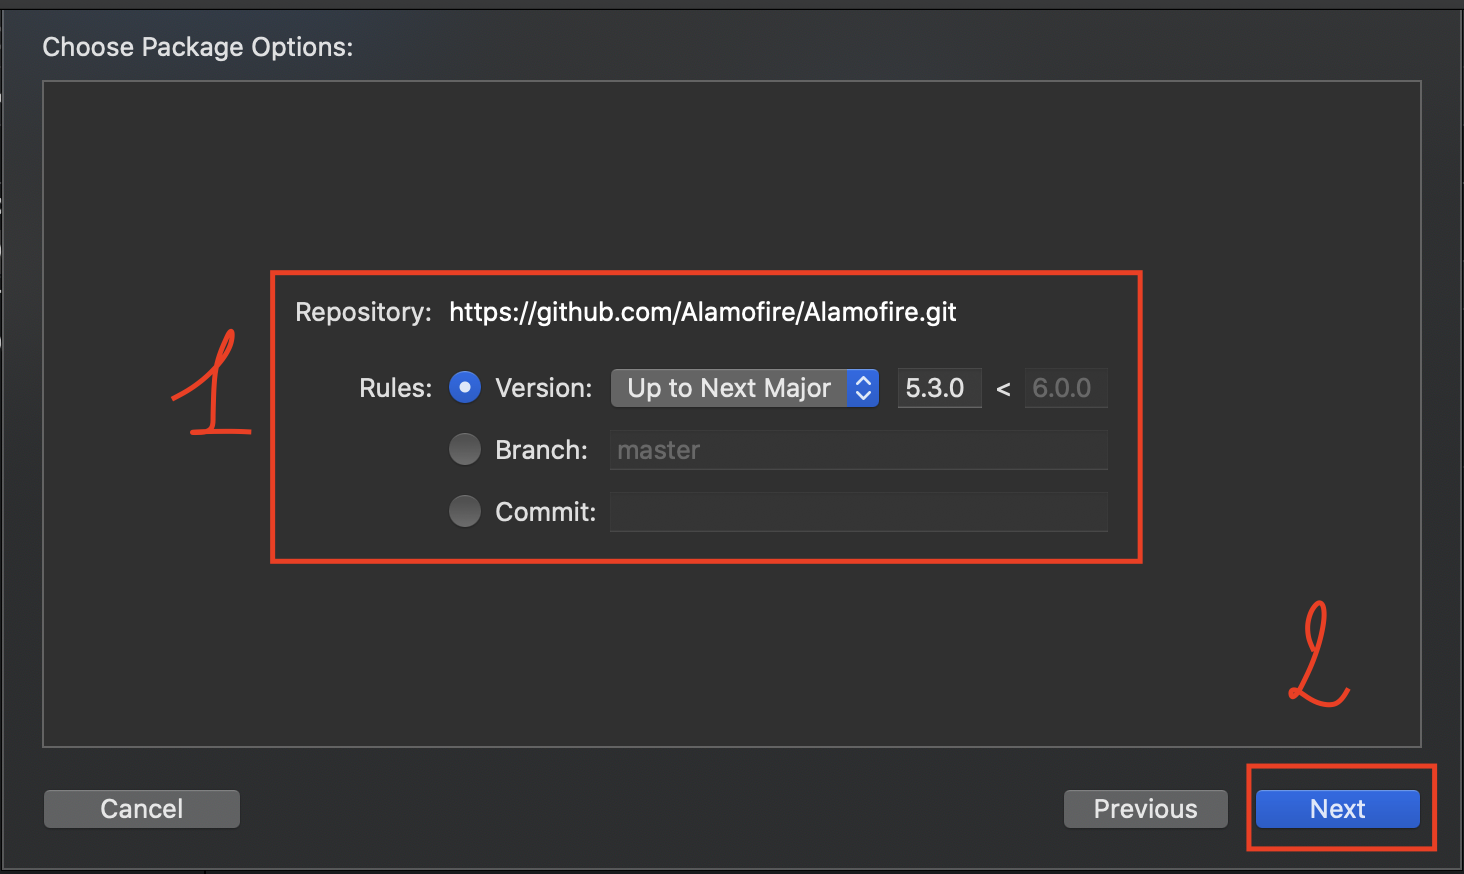 Choose Package Options:
Repository: https://github.com/Alamofire/Alamofire.git
1
Rules: Version: Up to Next Major 5.3.0 < 6.0.0
Branch: master
Commit:
2
Cancel Previous Next